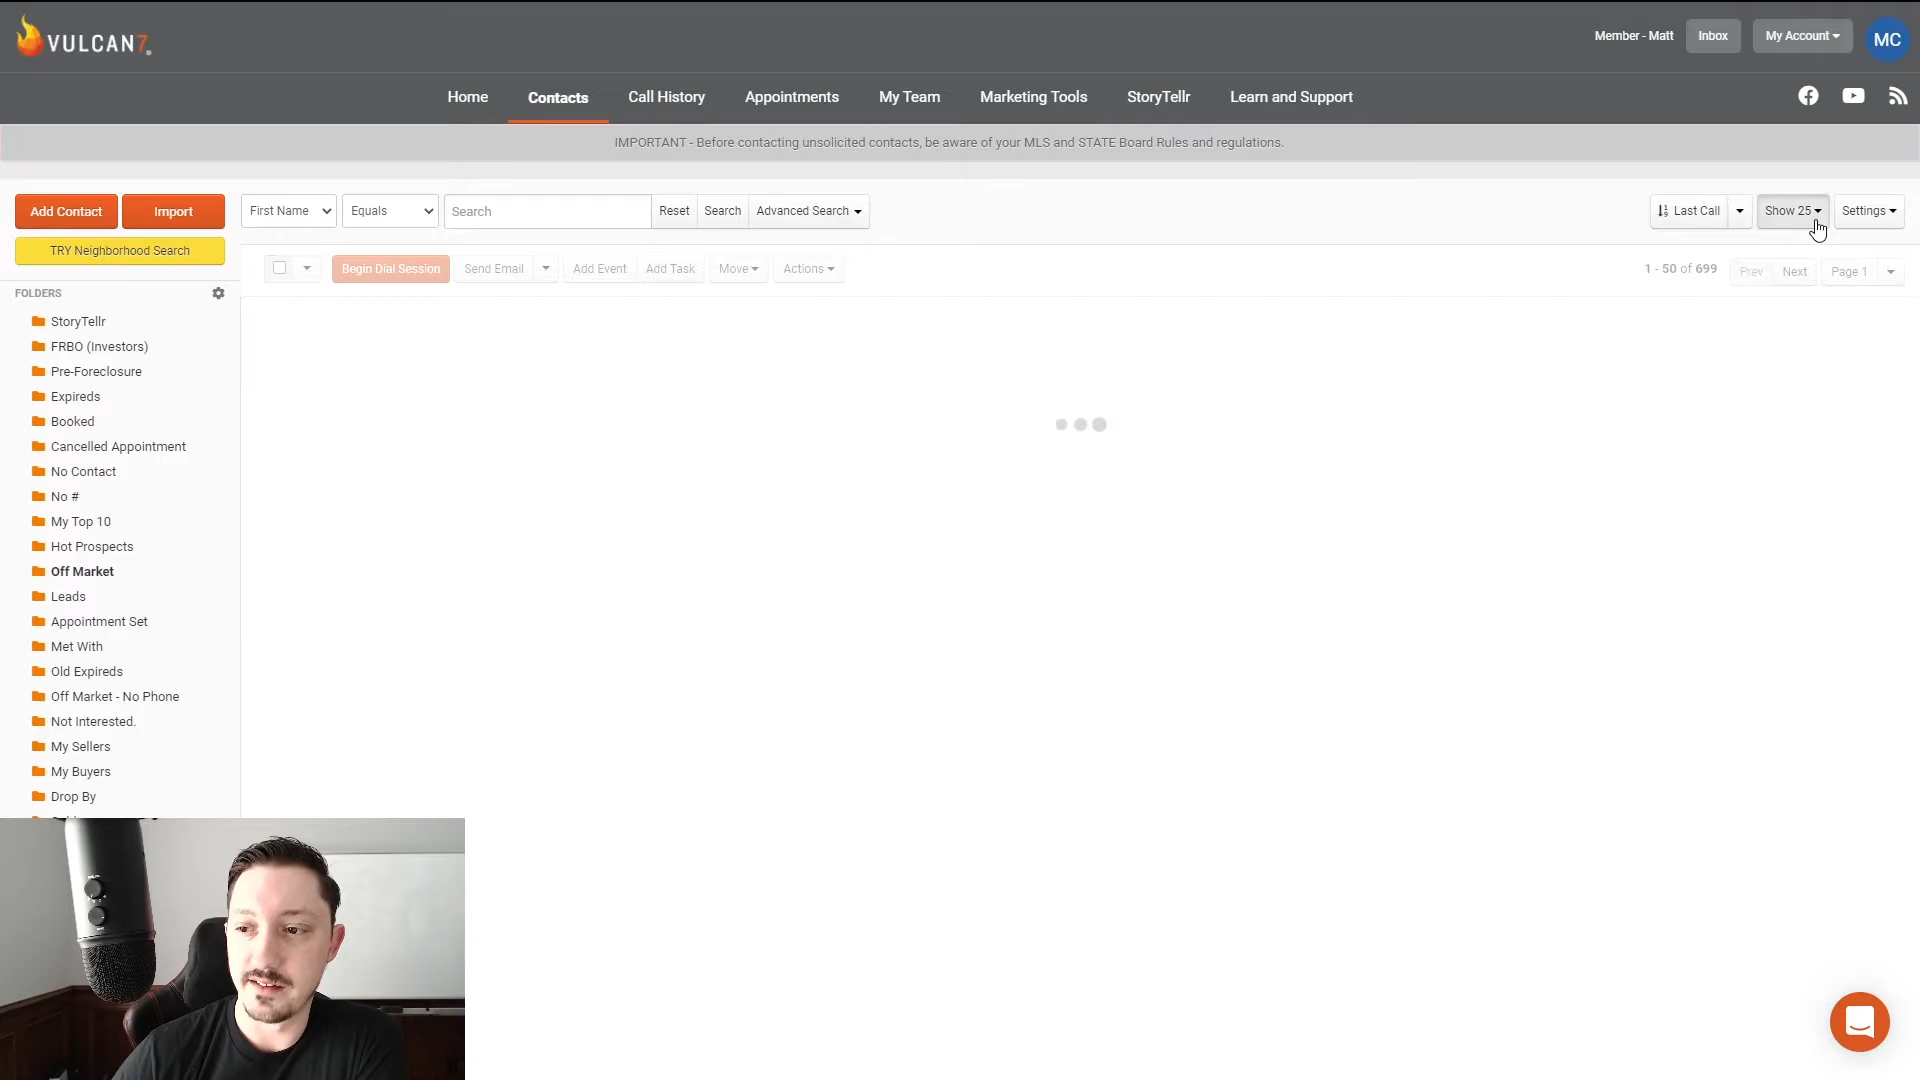 VULCAN7
Member - Matt
Inbox
My Account
MC
Home
Contacts
Call History
Appointments
My Team
Marketing Tools
StoryTellr
Learn and Support
IMPORTANT - Before contacting unsolicited contacts, be aware of your MLS and STATE Board Rules and regulations.
Add Contact
Import
First Name
Equals
Search
Reset
Search
Advanced Search
Last Call
Show 25
Settings
TRY Neighborhood Search
Begin Dial Session
Send Email
Add Event
Add Task
Move
Actions
1 - 50 of 699
Prev
Next
Page 1
FOLDERS
StoryTellr
FRBO (Investors)
Pre-Foreclosure
Expireds
Booked
Cancelled Appointment
No Contact
No #
My Top 10
Hot Prospects
Off Market
Leads
Appointment Set
Met With
Old Expireds
Off Market - No Phone
Not Interested.
My Sellers
My Buyers
Drop By